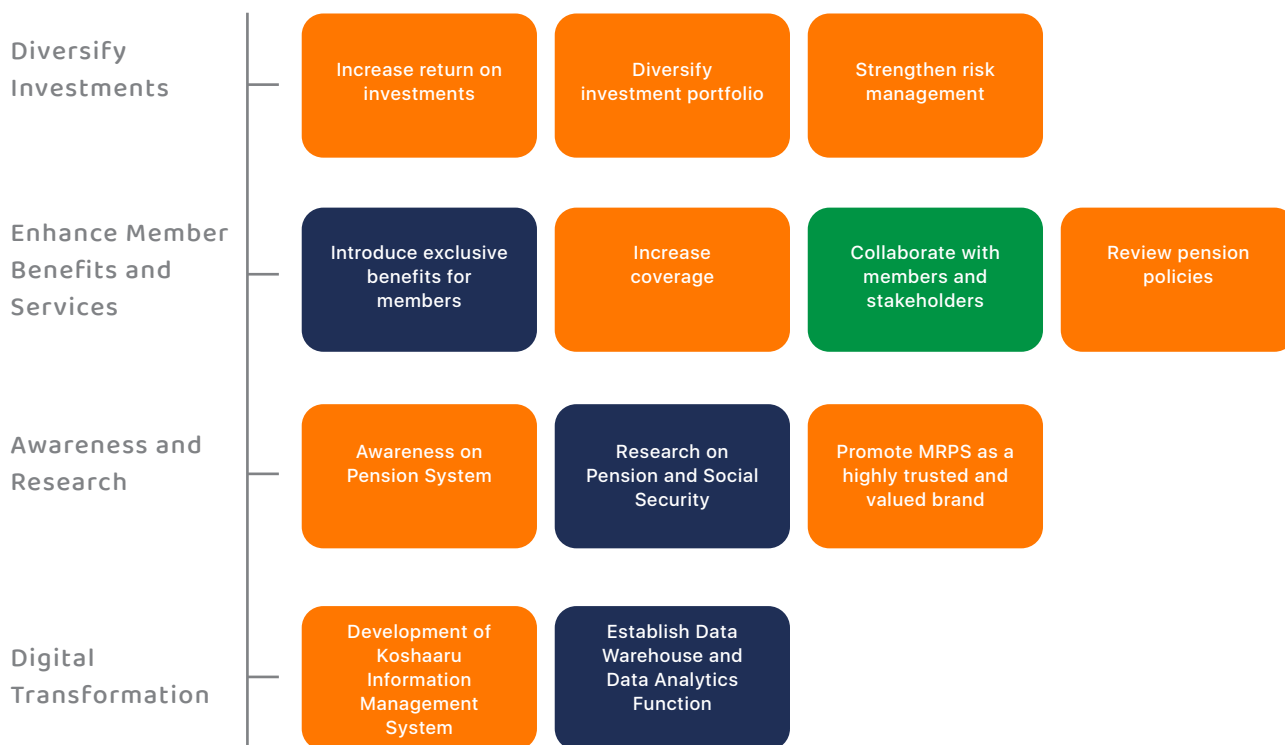 Diversify
Investments
Increase return on
investments
Diversify
investment portfolio
Strengthen risk
management
Enhance Member
Benefits and
Services
Introduce exclusive
benefits for
members
Increase
coverage
Collaborate with
members and
stakeholders
Review pension
policies
Awareness and
Research
Awareness on
Pension System
Research on
Pension and Social
Security
Promote MRPS as a
highly trusted and
valued brand
Digital
Transformation
Development of
Koshaaru
Information
Management
System
Establish Data
Warehouse and
Data Analytics
Function